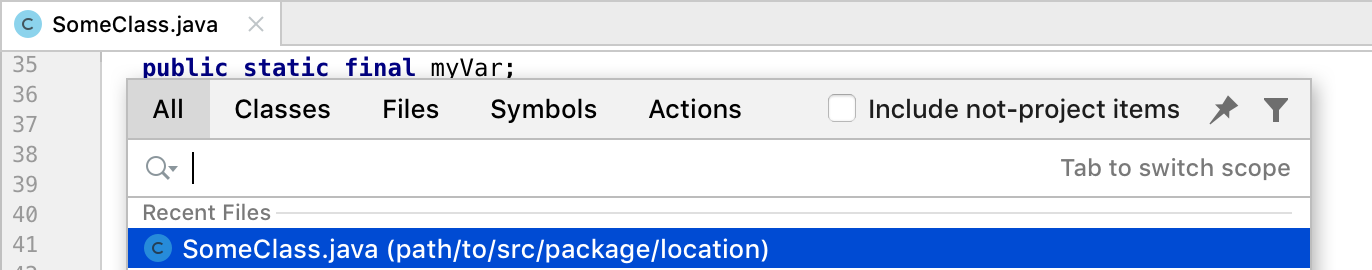 C SomeClass.java
35 public static final myVar;
36
All Classes Files Symbols Actions Include not-project items
37
38
Tab to switch scope
39
40 Recent Files
41 C SomeClass.java (path/to/src/package/location)